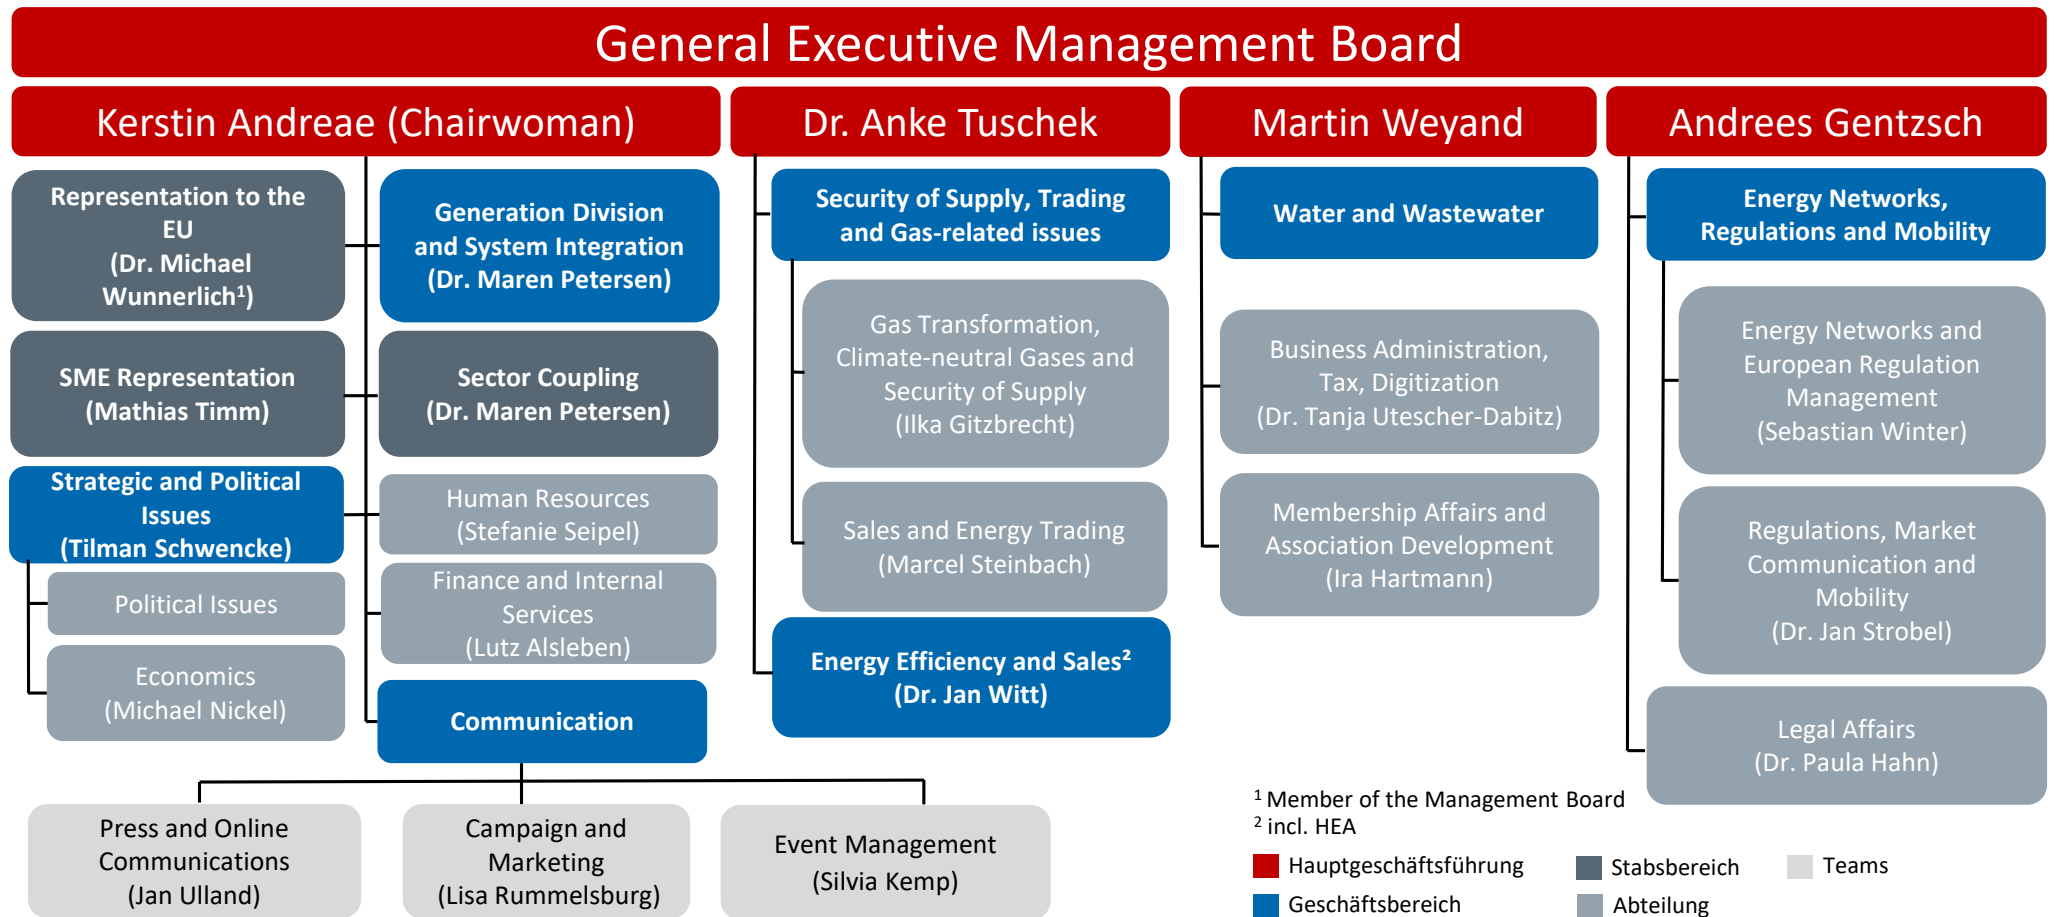 General Executive Management Board
Kerstin Andreae (Chairwoman)
Representation to the
EU
(Dr. Michael
Wunnerlich¹)
Generation Division
and System Integration
(Dr. Maren Petersen)
SME Representation
(Mathias Timm)
Sector Coupling
(Dr. Maren Petersen)
Strategic and Political
Issues
(Tilman Schwencke)
Political Issues
Economics
(Michael Nickel)
Human Resources
(Stefanie Seipel)
Finance and Internal
Services
(Lutz Alsleben)
Communication
Press and Online
Communications
(Jan Ulland)
Campaign and
Marketing
(Lisa Rummelsburg)
Event Management
(Silvia Kemp)
Dr. Anke Tuschek
Security of Supply, Trading
and Gas-related issues
Gas Transformation,
Climate-neutral Gases and
Security of Supply
(Ilka Gitzbrecht)
Sales and Energy Trading
(Marcel Steinbach)
Energy Efficiency and Sales²
(Dr. Jan Witt)
Martin Weyand
Water and Wastewater
Business Administration,
Tax, Digitization
(Dr. Tanja Utescher-Dabitz)
Membership Affairs and
Association Development
(Ira Hartmann)
Andrees Gentzsch
Energy Networks,
Regulations and Mobility
Energy Networks and
European Regulation
Management
(Sebastian Winter)
Regulations, Market
Communication and
Mobility
(Dr. Jan Strobel)
Legal Affairs
(Dr. Paula Hahn)
¹ Member of the Management Board
² incl. HEA
Hauptgeschäftsführung
Stabsbereich
Teams
Geschäftsbereich
Abteilung